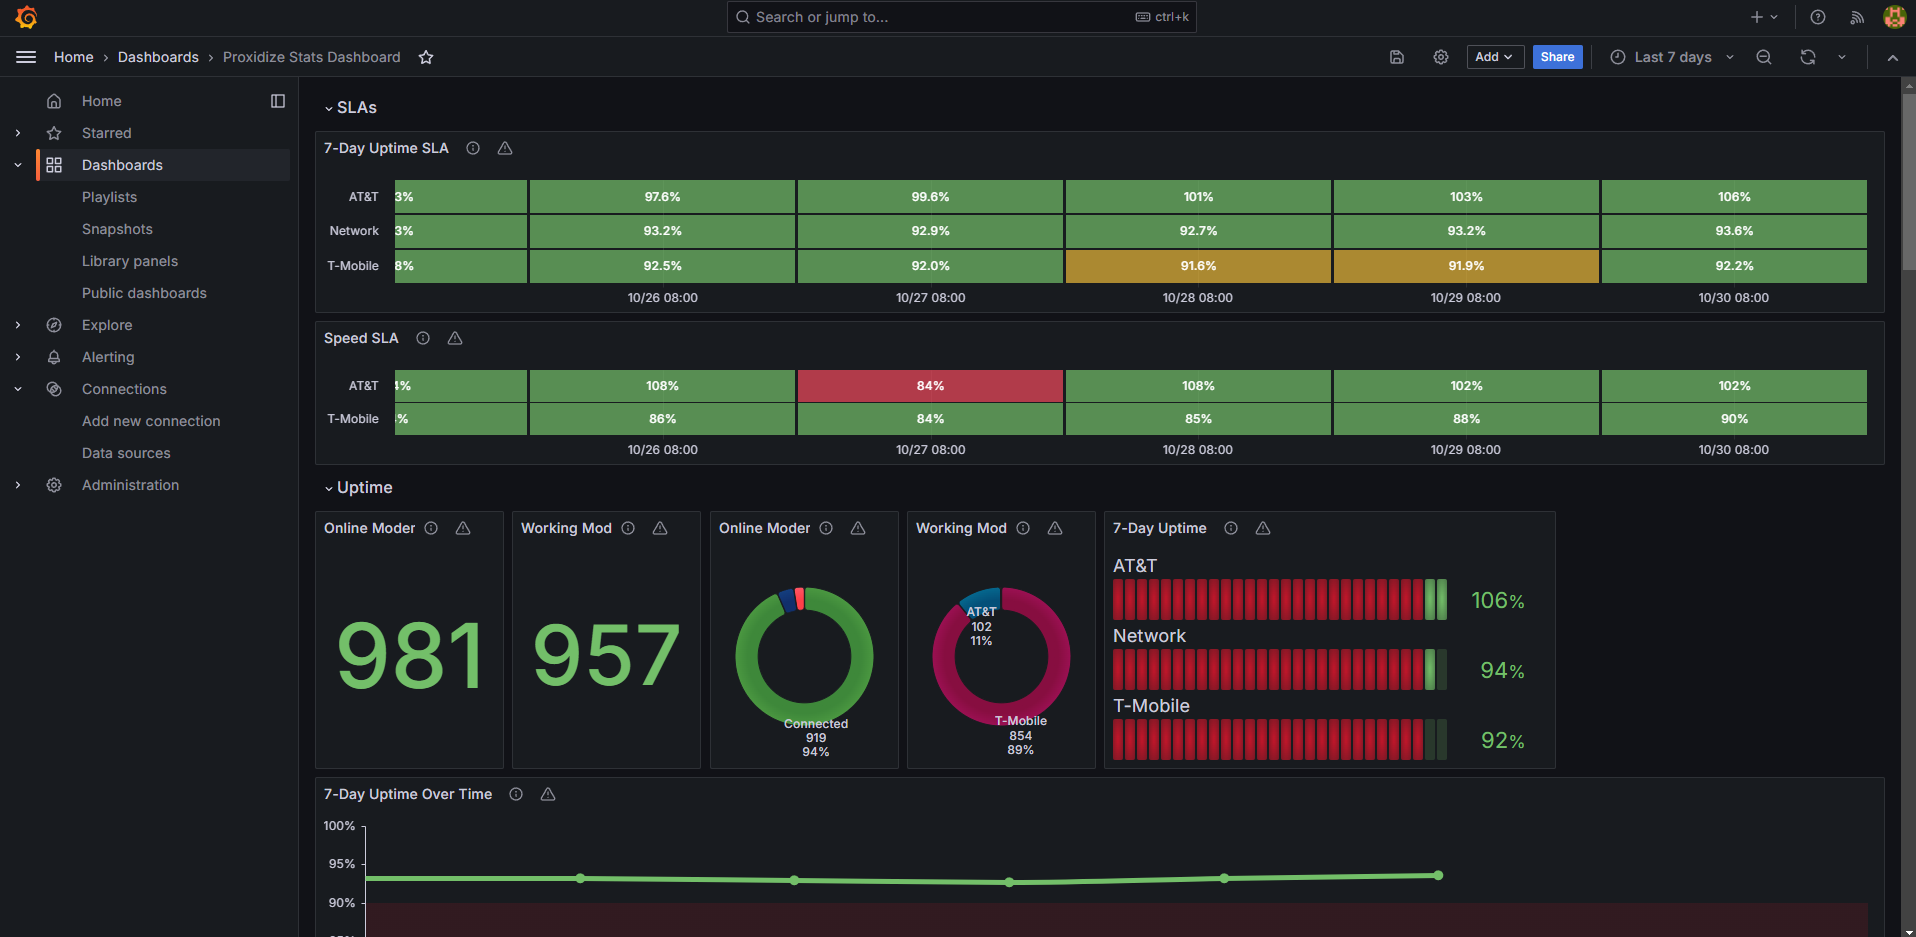 Search or jump to...
ctrl+k
Home › Dashboards › Proxidize Stats Dashboard
Add
Share
Last 7 days
Home
Starred
Dashboards
Playlists
Snapshots
Library panels
Public dashboards
Explore
Alerting
Connections
Add new connection
Data sources
Administration
SLAs
7-Day Uptime SLA
AT&T 3% 97.6% 99.6% 101% 103% 106%
Network 3% 93.2% 92.9% 92.7% 93.2% 93.6%
T-Mobile 8% 92.5% 92.0% 91.6% 91.9% 92.2%
10/26 08:00 10/27 08:00 10/28 08:00 10/29 08:00 10/30 08:00
Speed SLA
AT&T 4% 108% 84% 108% 102% 102%
T-Mobile % 86% 84% 85% 88% 90%
10/26 08:00 10/27 08:00 10/28 08:00 10/29 08:00 10/30 08:00
Uptime
Online Moder
981
Working Mod
957
Online Moder
Connected
919
94%
Working Mod
AT&T
102
11%
T-Mobile
854
89%
7-Day Uptime
AT&T
106%
Network
94%
T-Mobile
92%
7-Day Uptime Over Time
100%
95%
90%